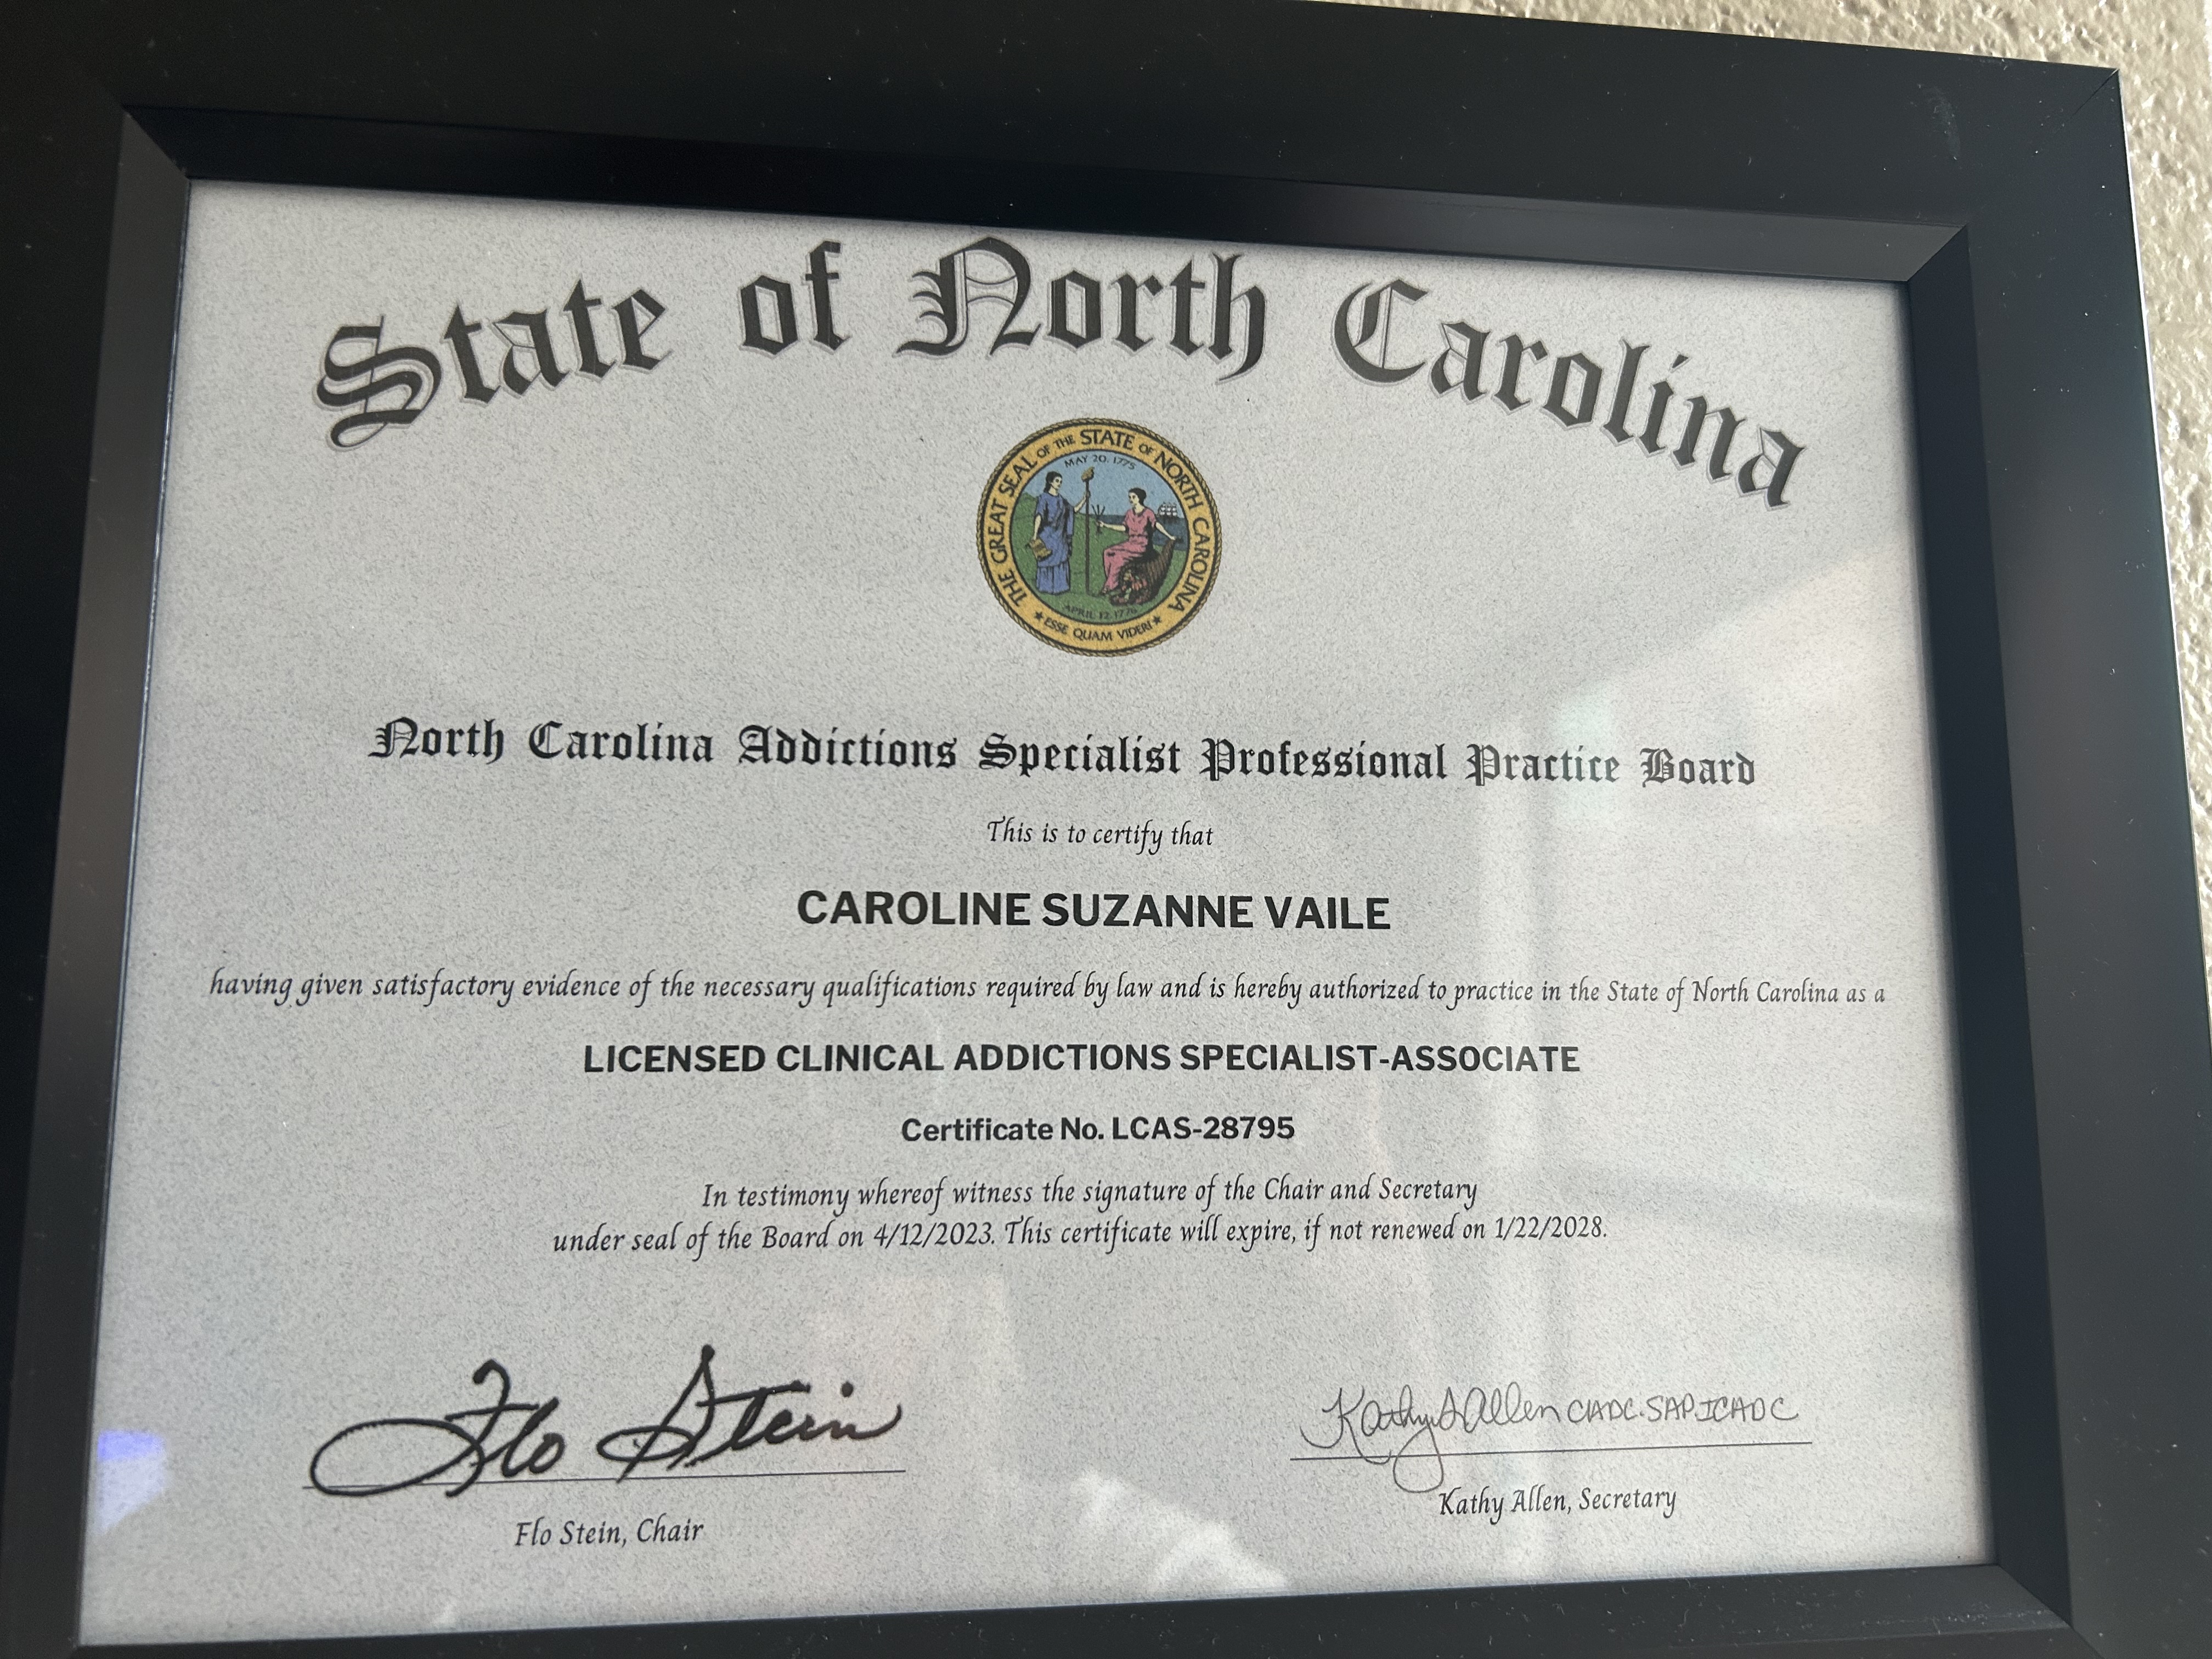 State of North Carolina
THE GREAT SEAL OF THE STATE OF NORTH CAROLINA
MAY 20, 1775
APRIL 12, 1776
★ ESSE QUAM VIDERI ★
North Carolina Addictions Specialist Professional Practice Board
This is to certify that
CAROLINE SUZANNE VAILE
having given satisfactory evidence of the necessary qualifications required by law and is hereby authorized to practice in the State of North Carolina as a
LICENSED CLINICAL ADDICTIONS SPECIALIST-ASSOCIATE
Certificate No. LCAS-28795
In testimony whereof witness the signature of the Chair and Secretary
under seal of the Board on 4/12/2023. This certificate will expire, if not renewed on 1/22/2028.
Flo Stein
Kathy Allen CADC.SAP.ICADC
Flo Stein, Chair
Kathy Allen, Secretary